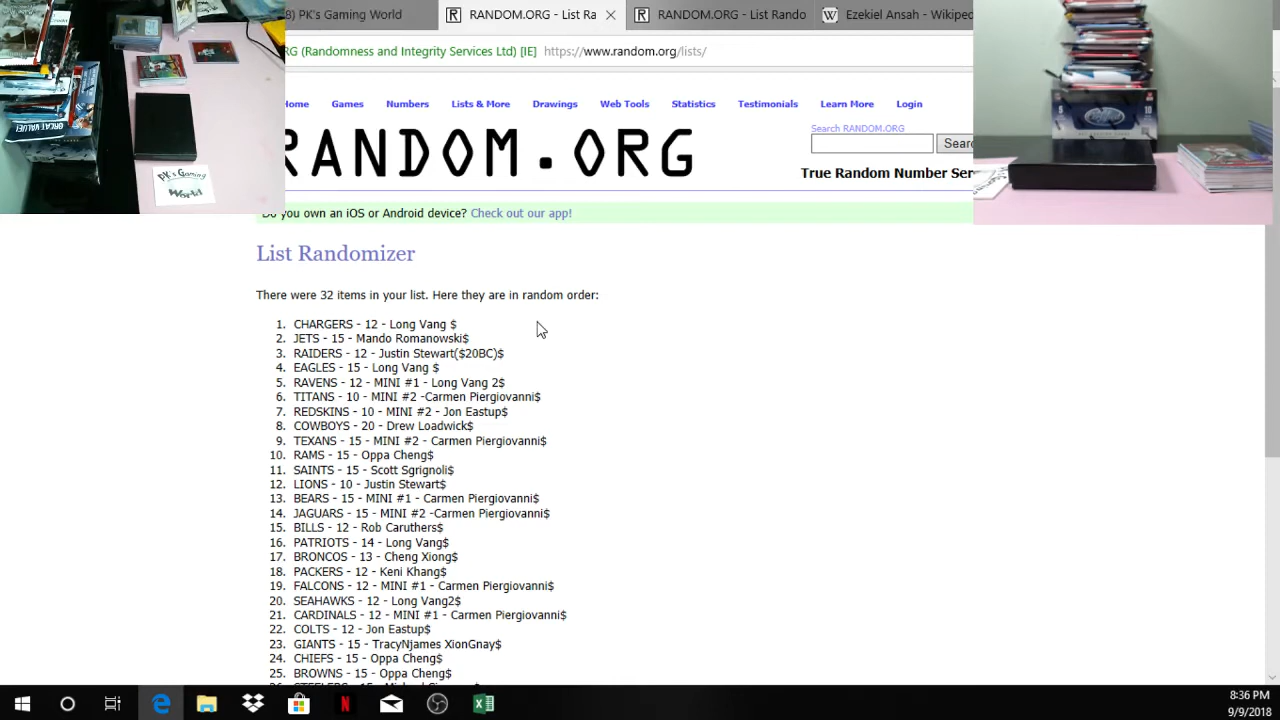 8) PK's Gaming World
RANDOM.ORG - List Ra
RANDOM.ORG - List Rando
Ezekiel Ansah - Wikiped
RG (Randomness and Integrity Services Ltd) [IE] https://www.random.org/lists/
Home Games Numbers Lists & More Drawings Web Tools Statistics Testimonials Learn More Login
RANDOM.ORG
Search RANDOM.ORG
Searc
True Random Number Ser
Do you own an iOS or Android device? Check out our app!
List Randomizer
There were 32 items in your list. Here they are in random order:
1. CHARGERS - 12 - Long Vang $
2. JETS - 15 - Mando Romanowski$
3. RAIDERS - 12 - Justin Stewart($20BC)$
4. EAGLES - 15 - Long Vang $
5. RAVENS - 12 - MINI #1 - Long Vang 2$
6. TITANS - 10 - MINI #2 -Carmen Piergiovanni$
7. REDSKINS - 10 - MINI #2 - Jon Eastup$
8. COWBOYS - 20 - Drew Loadwick$
9. TEXANS - 15 - MINI #2 - Carmen Piergiovanni$
10. RAMS - 15 - Oppa Cheng$
11. SAINTS - 15 - Scott Sgrignoli$
12. LIONS - 10 - Justin Stewart$
13. BEARS - 15 - MINI #1 - Carmen Piergiovanni$
14. JAGUARS - 15 - MINI #2 -Carmen Piergiovanni$
15. BILLS - 12 - Rob Caruthers$
16. PATRIOTS - 14 - Long Vang$
17. BRONCOS - 13 - Cheng Xiong$
18. PACKERS - 12 - Keni Khang$
19. FALCONS - 12 - MINI #1 - Carmen Piergiovanni$
20. SEAHAWKS - 12 - Long Vang2$
21. CARDINALS - 12 - MINI #1 - Carmen Piergiovanni$
22. COLTS - 12 - Jon Eastup$
23. GIANTS - 15 - TracyNjames XionGnay$
24. CHIEFS - 15 - Oppa Cheng$
25. BROWNS - 15 - Oppa Cheng$
GREAT VALUE!
PK's Gaming
World
8:36 PM
9/9/2018